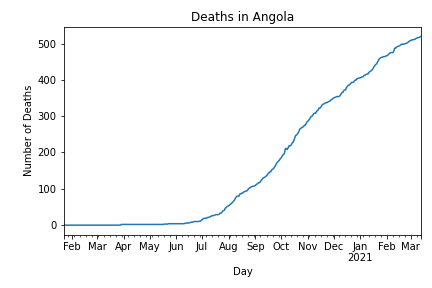 Deaths in Angola
Number of Deaths
500
400
300
200
100
0
Feb Mar Apr May Jun Jul Aug Sep Oct Nov Dec Jan Feb Mar
2021
Day